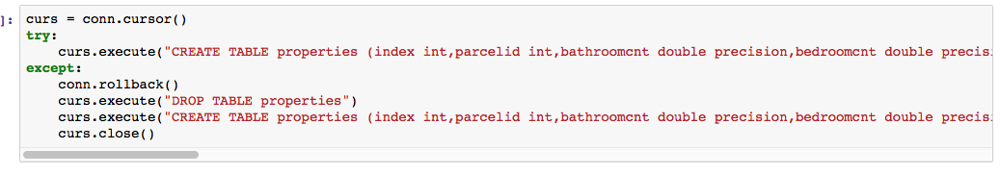 ]: curs = conn.cursor()
try:
    curs.execute("CREATE TABLE properties (index int,parcelid int,bathroomcnt double precision,bedroomcnt double precis
except:
    conn.rollback()
    curs.execute("DROP TABLE properties")
    curs.execute("CREATE TABLE properties (index int,parcelid int,bathroomcnt double precision,bedroomcnt double precis
    curs.close()